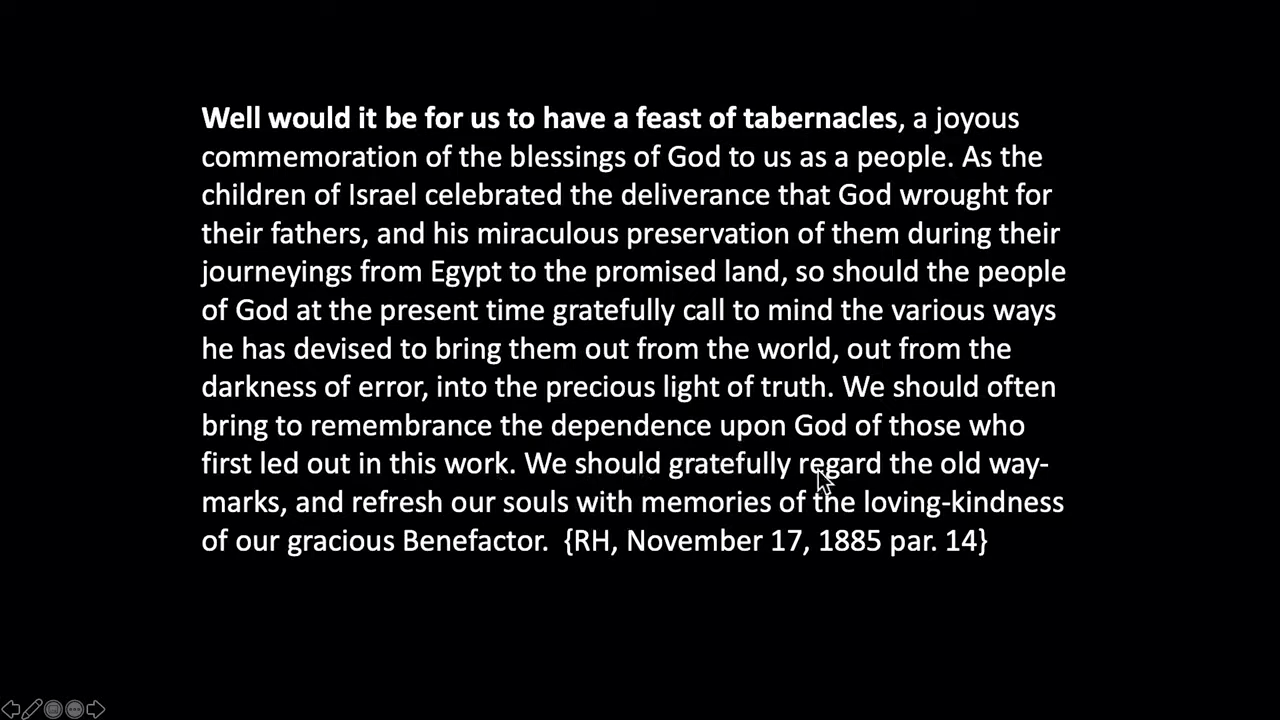 Well would it be for us to have a feast of tabernacles, a joyous
commemoration of the blessings of God to us as a people. As the
children of Israel celebrated the deliverance that God wrought for
their fathers, and his miraculous preservation of them during their
journeyings from Egypt to the promised land, so should the people
of God at the present time gratefully call to mind the various ways
he has devised to bring them out from the world, out from the
darkness of error, into the precious light of truth. We should often
bring to remembrance the dependence upon God of those who
first led out in this work. We should gratefully regard the old way-
marks, and refresh our souls with memories of the loving-kindness
of our gracious Benefactor.  {RH, November 17, 1885 par. 14}